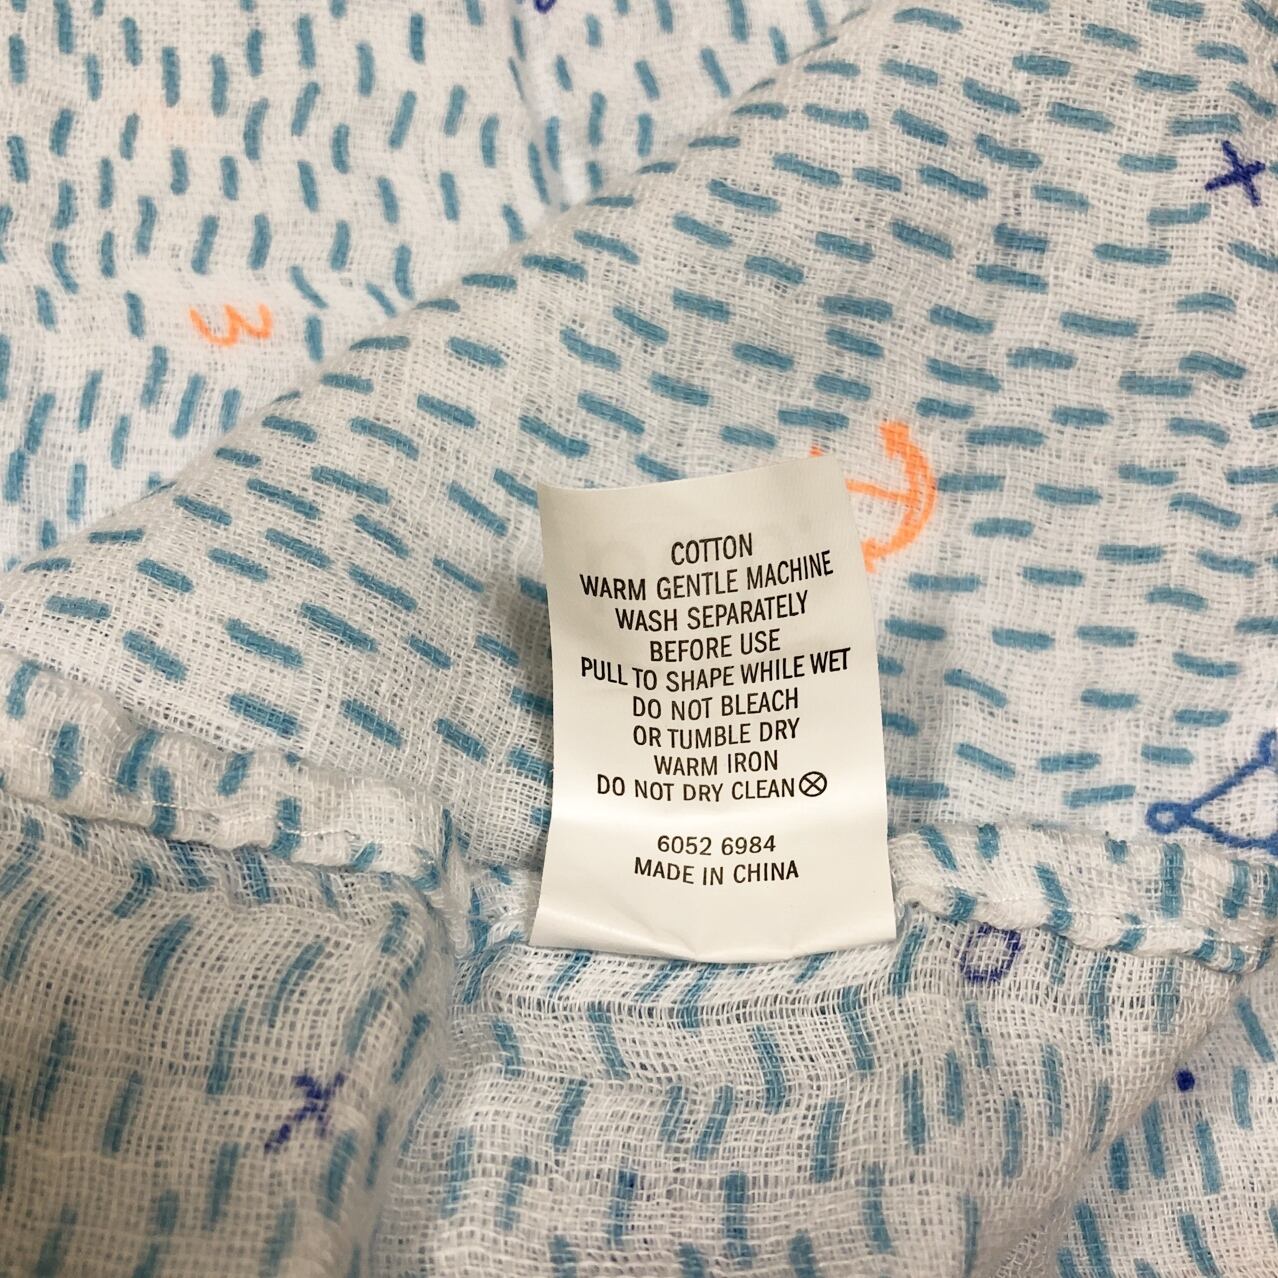 COTTON
WARM GENTLE MACHINE
WASH SEPARATELY
BEFORE USE
PULL TO SHAPE WHILE WET
DO NOT BLEACH
OR TUMBLE DRY
WARM IRON
DO NOT DRY CLEAN
6052 6984
MADE IN CHINA